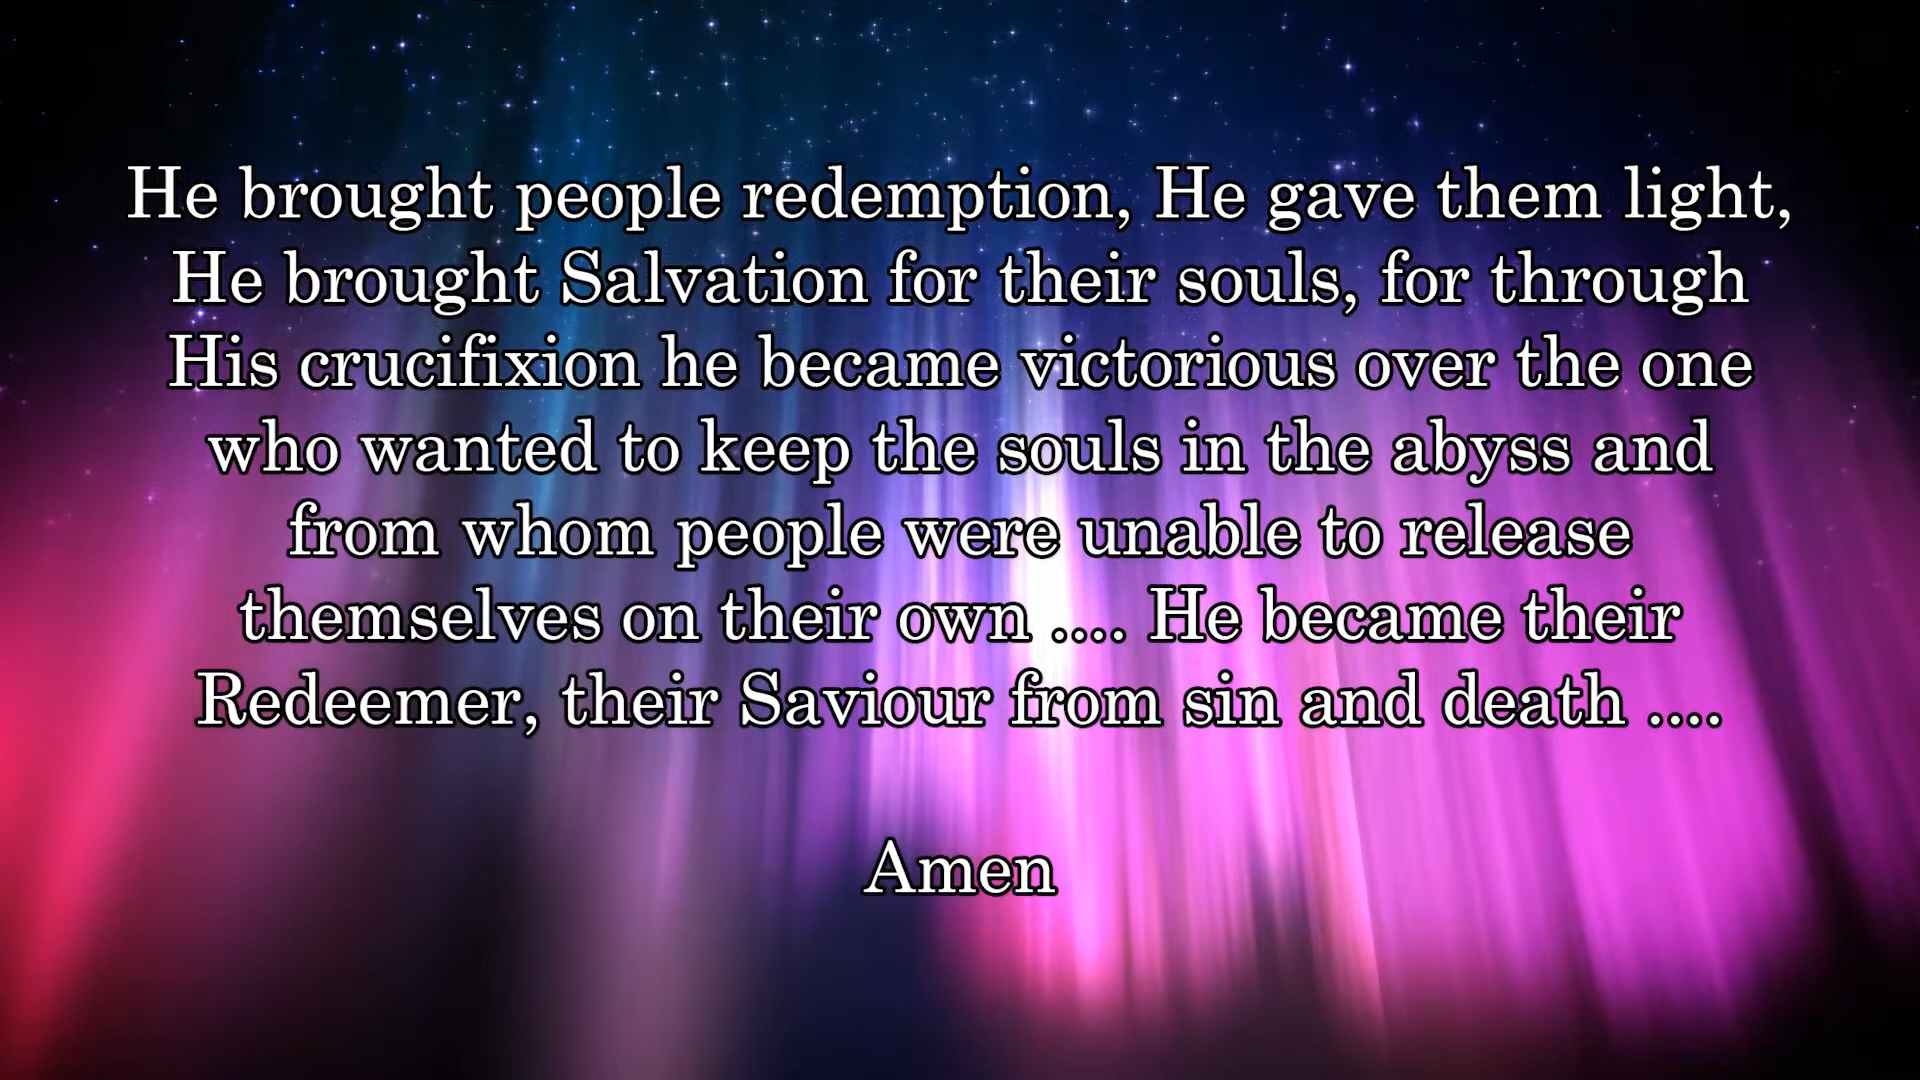 He brought people redemption, He gave them light,
He brought Salvation for their souls, for through
His crucifixion he became victorious over the one
who wanted to keep the souls in the abyss and
from whom people were unable to release
themselves on their own .... He became their
Redeemer, their Saviour from sin and death ....
Amen